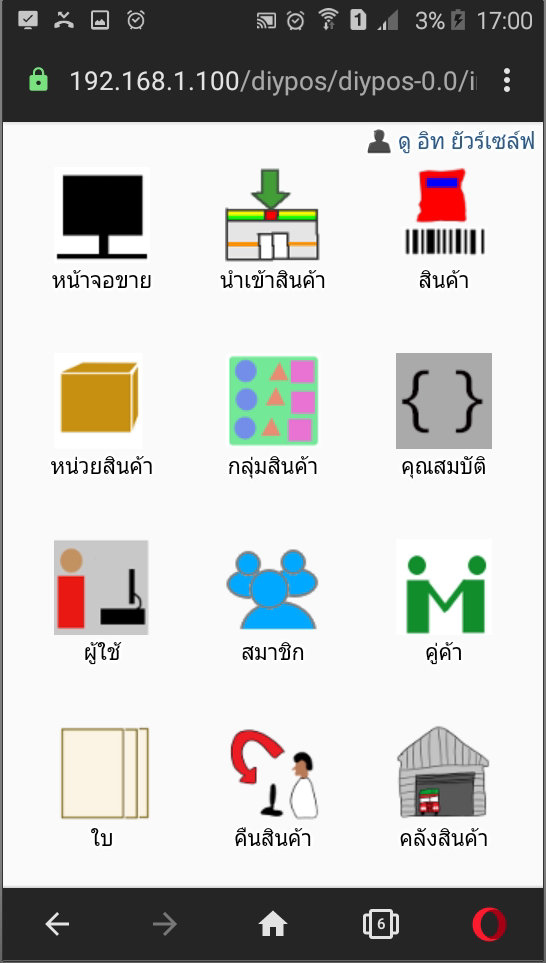 1 3% 17:00
192.168.1.100/diypos/diypos-0.0/i
ดู อิท ยัวร์เซล์ฟ
หน้าจอขาย นำเข้าสินค้า สินค้า
หน่วยสินค้า กลุ่มสินค้า คุณสมบัติ
ผู้ใช้ สมาชิก คู่ค้า
ใบ คืนสินค้า คลังสินค้า
6